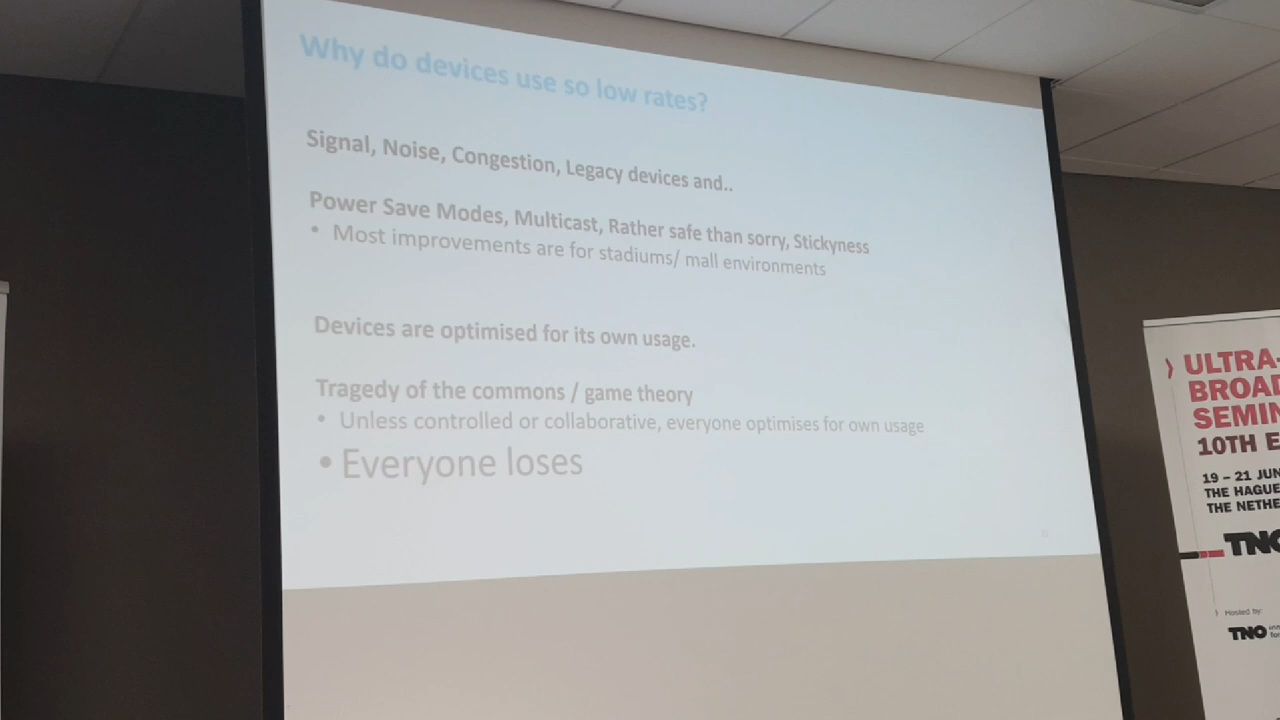 Why do devices use so low rates?
Signal, Noise, Congestion, Legacy devices and..
Power Save Modes, Multicast, Rather safe than sorry, Stickyness
• Most improvements are for stadiums/ mall environments
Devices are optimised for its own usage.
Tragedy of the commons / game theory
• Unless controlled or collaborative, everyone optimises for own usage
• Everyone loses
ULTRA-
BROAD
SEMIN
10TH E
19 – 21 JUN
THE HAGUE
THE NETHE
TNO
Hosted by:
TNO